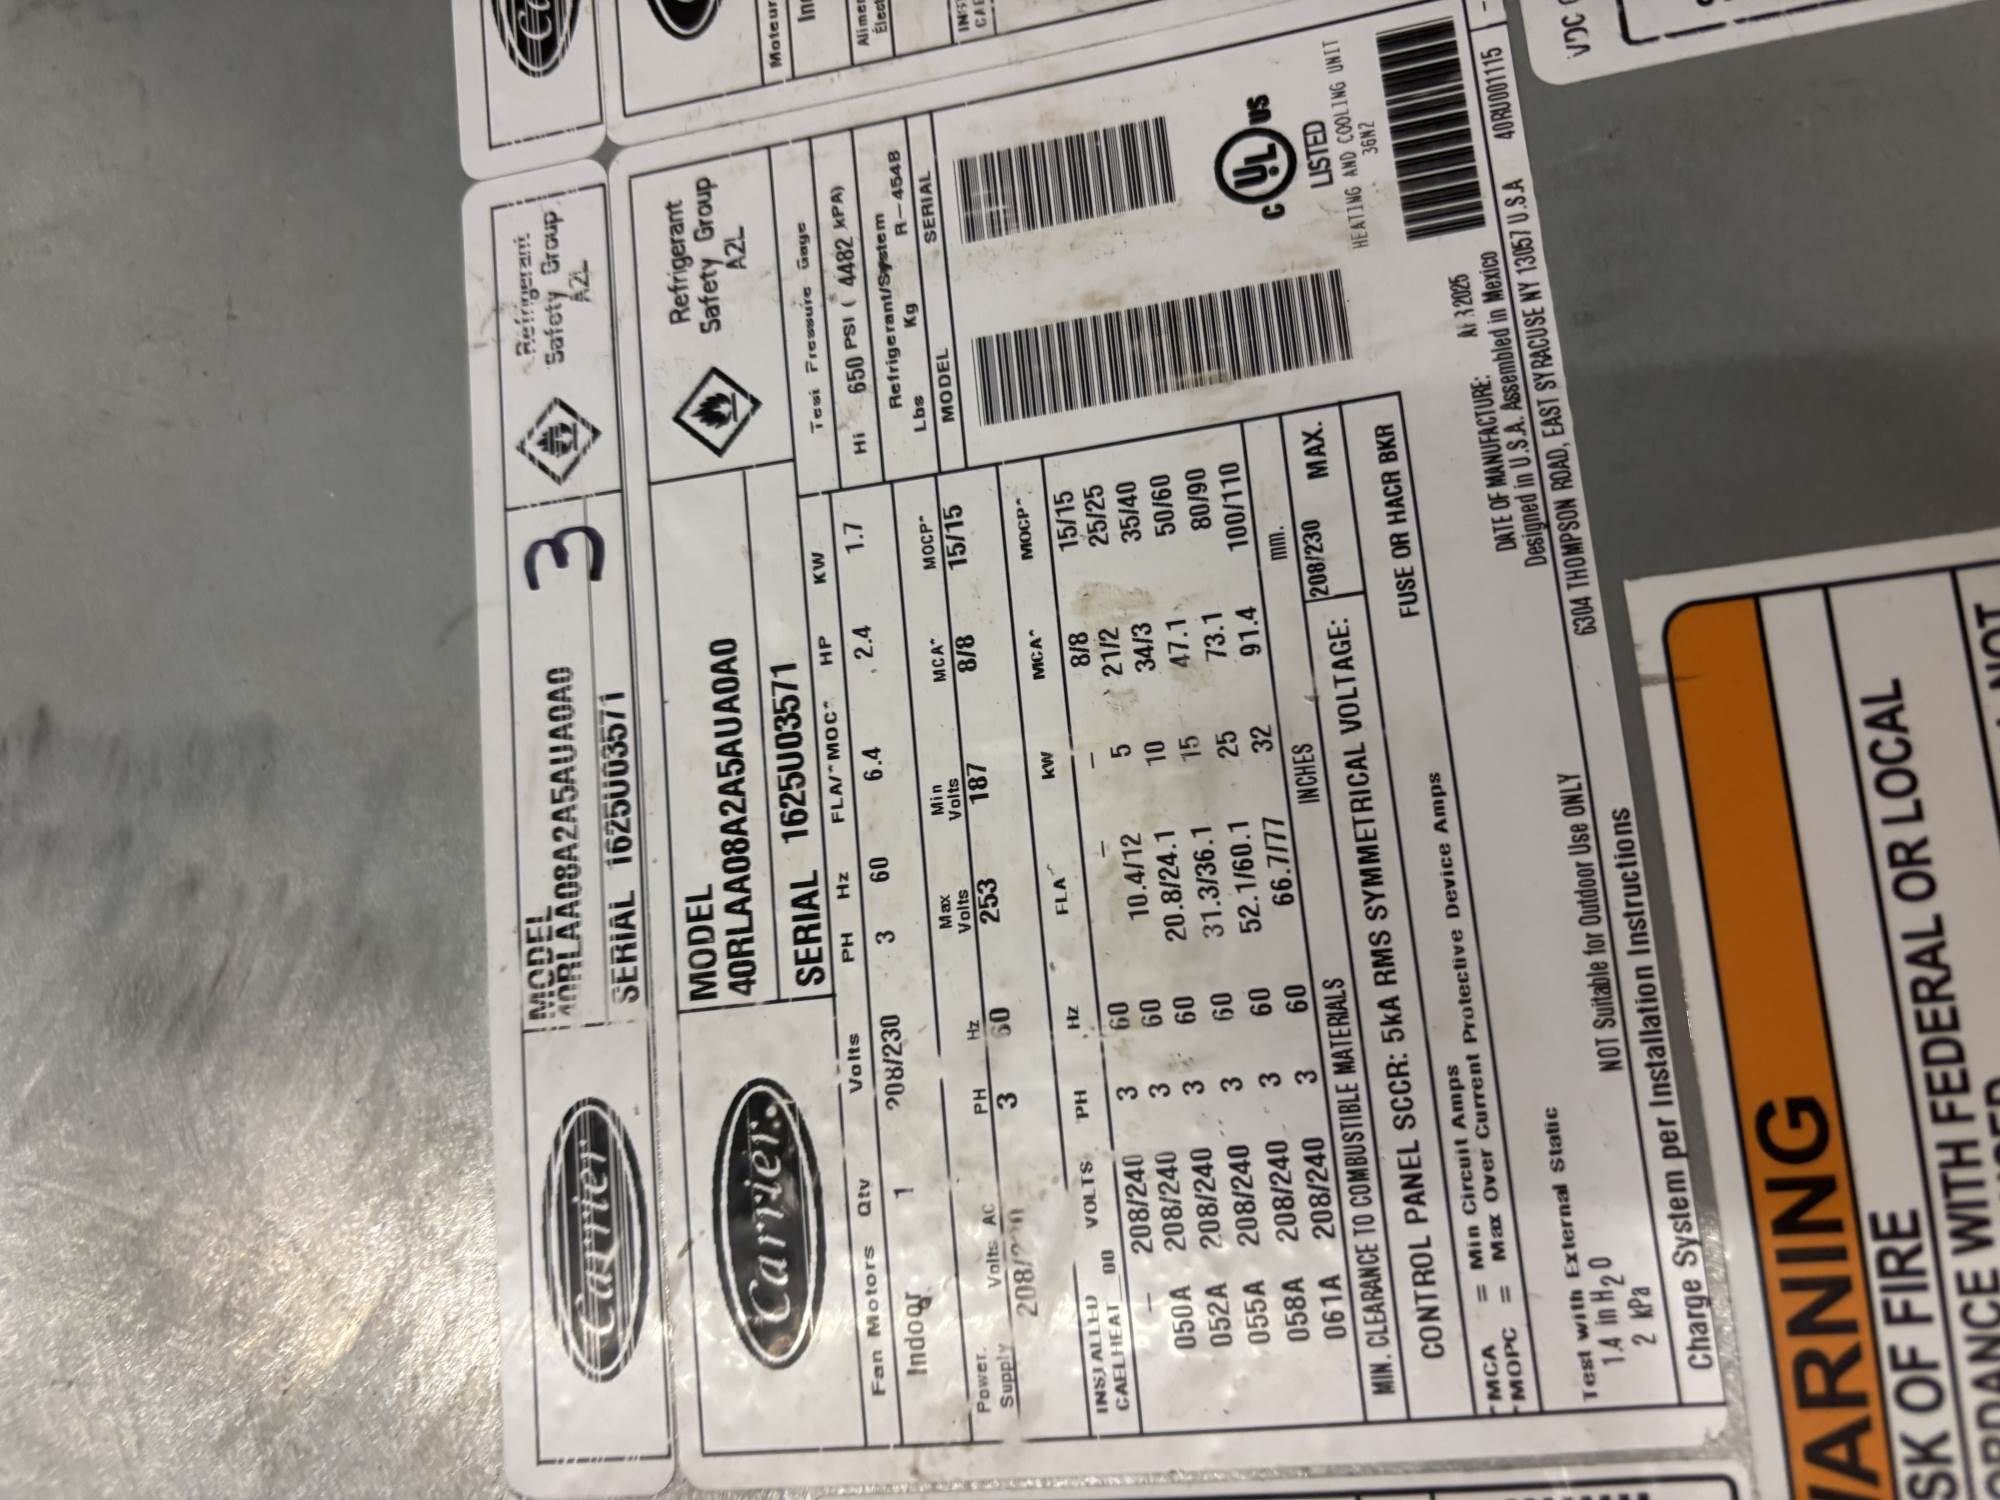 Carrier
MODEL
40RLAA08A2A5AUA0A0
3
SERIAL 1625U03571
Refrigerant
Safety Group
A2L
Carrier
MODEL
40RLAA08A2A5AUA0A0
SERIAL 1625U03571
Refrigerant
Safety Group
A2L
Fan Motors Qty Volts PH Hz FLA/*MOC* HP KW
Indoor 1 208/230 3 60 6.4 2.4 1.7
Test Pressure Gage
Hi 650 PSI ( 4482 kPA)
Refrigerant/System
Lbs Kg R-454B
MODEL SERIAL
Power Supply Volts AC PH Hz Max Volts Min Volts MCA* MOCP*
3 60 253 187 8/8 15/15
INSTALLED VOLTS PH Hz FLA kW MCA* MOCP*
CAELHEAT 00
- 208/240 3 60 - - 8/8 15/15
050A 208/240 3 60 10.4/12 5 21/2 25/25
052A 208/240 3 60 20.8/24.1 10 34/3 35/40
055A 208/240 3 60 31.3/36.1 15 47.1 50/60
058A 208/240 3 60 52.1/60.1 25 73.1 80/90
061A 208/240 3 60 66.7/77 32 91.4 100/110
MIN. CLEARANCE TO COMBUSTIBLE MATERIALS INCHES mm.
CONTROL PANEL SCCR: 5kA RMS SYMMETRICAL VOLTAGE: 208/230 MAX.
FUSE OR HACR BKR
*MCA = Min Circuit Amps
*MOPC = Max Over Current Protective Device Amps
C UL US
LISTED
HEATING AND COOLING UNIT
36N2
DATE OF MANUFACTURE: 2025
Designed in U.S.A. Assembled in Mexico
6304 THOMPSON ROAD, EAST SYRACUSE NY 13057 U.S.A
40RU001115
Test with External Static
1.4 in H2O
2 kPa
NOT Suitable for Outdoor Use ONLY
Charge System per Installation Instructions
WARNING
SK OF FIRE
ORDANCE WITH FEDERAL OR LOCAL
NOT
Moteur
VDC